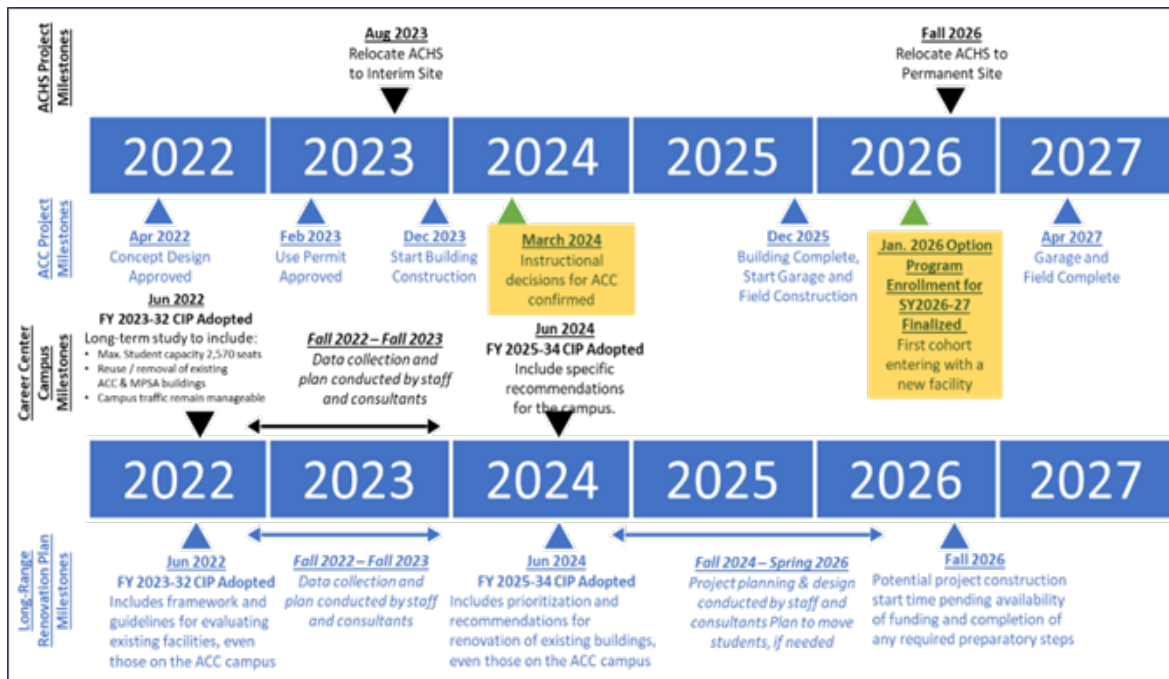 ACHS Project
Milestones
Aug 2023
Relocate ACHS
to Interim Site
Fall 2026
Relocate ACHS to
Permanent Site
2022
2023
2024
2025
2026
2027
ACC Project
Milestones
Apr 2022
Concept Design
Approved
Feb 2023
Use Permit
Approved
Dec 2023
Start Building
Construction
March 2024
Instructional
decisions for ACC
confirmed
Dec 2025
Building Complete,
Start Garage and
Field Construction
Jan. 2026 Option
Program
Enrollment for
SY2026-27
Finalized
First cohort
entering with a
new facility
Apr 2027
Garage and
Field Complete
Career Center
Campus
Milestones
Jun 2022
FY 2023-32 CIP Adopted
Long-term study to include:
• Max. Student capacity 2,570 seats
• Reuse / removal of existing
ACC & MPSA buildings
• Campus traffic remain manageable
Fall 2022 – Fall 2023
Data collection and
plan conducted by staff
and consultants
Jun 2024
FY 2025-34 CIP Adopted
Include specific
recommendations
for the campus.
2022
2023
2024
2025
2026
2027
Long-Range
Renovation Plan
Milestones
Jun 2022
FY 2023-32 CIP Adopted
Includes framework and
guidelines for evaluating
existing facilities, even
those on the ACC campus
Fall 2022 – Fall 2023
Data collection and
plan conducted by staff
and consultants
Jun 2024
FY 2025-34 CIP Adopted
Includes prioritization and
recommendations for
renovation of existing buildings,
even those on the ACC campus
Fall 2024 – Spring 2026
Project planning & design
conducted by staff and
consultants Plan to move
students, if needed
Fall 2026
Potential project construction
start time pending availability
of funding and completion of
any required preparatory steps